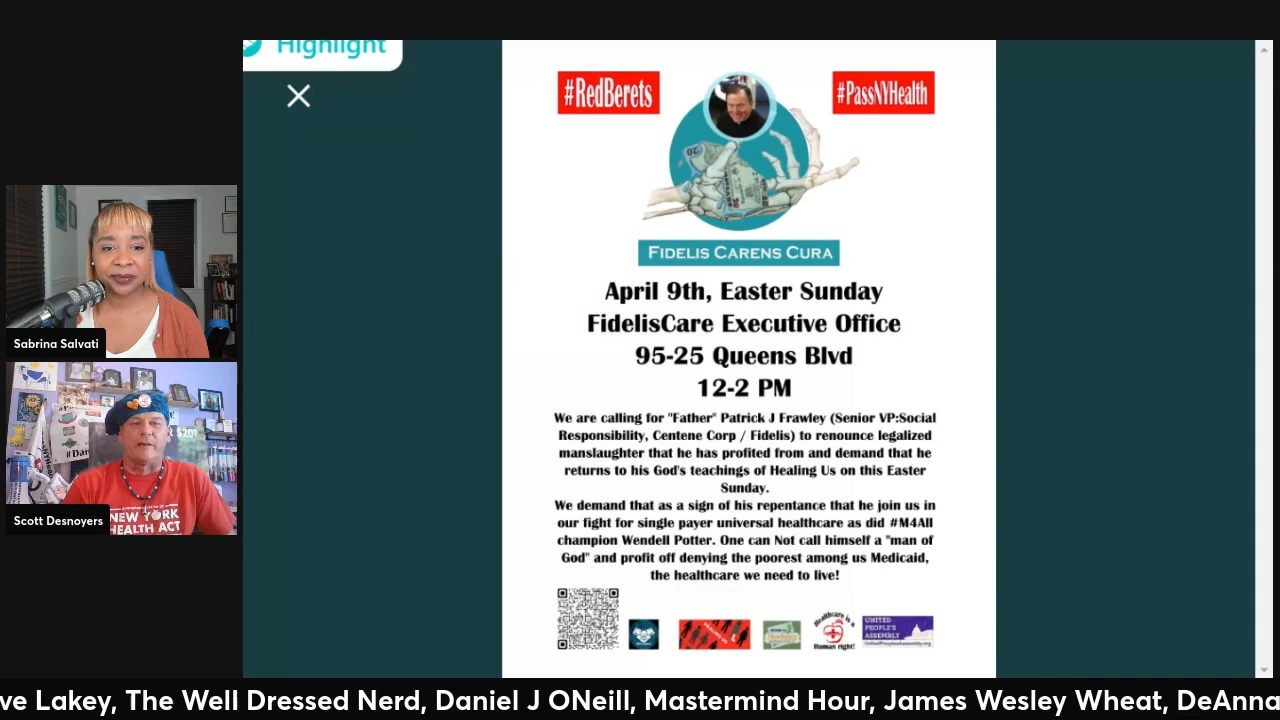 Highlight
#RedBerets
#PassNYHealth
FIDELIS CARENS CURA
April 9th, Easter Sunday
FidelisCare Executive Office
95-25 Queens Blvd
12-2 PM
We are calling for "Father" Patrick J Frawley (Senior VP:Social
Responsibility, Centene Corp / Fidelis) to renounce legalized
manslaughter that he has profited from and demand that he
returns to his God's teachings of Healing Us on this Easter
Sunday.
We demand that as a sign of his repentance that he join us in
our fight for single payer universal healthcare as did #M4All
champion Wendell Potter. One can Not call himself a "man of
God" and profit off denying the poorest among us Medicaid,
the healthcare we need to live!
Healthcare is a
Human right!
UNITED
PEOPLE'S
ASSEMBLY
UnitedPeoplesAssembly.org
Sabrina Salvati
$20?
NEW YORK
HEALTH ACT
Scott Desnoyers
ve Lakey, The Well Dressed Nerd, Daniel J ONeill, Mastermind Hour, James Wesley Wheat, DeAnna